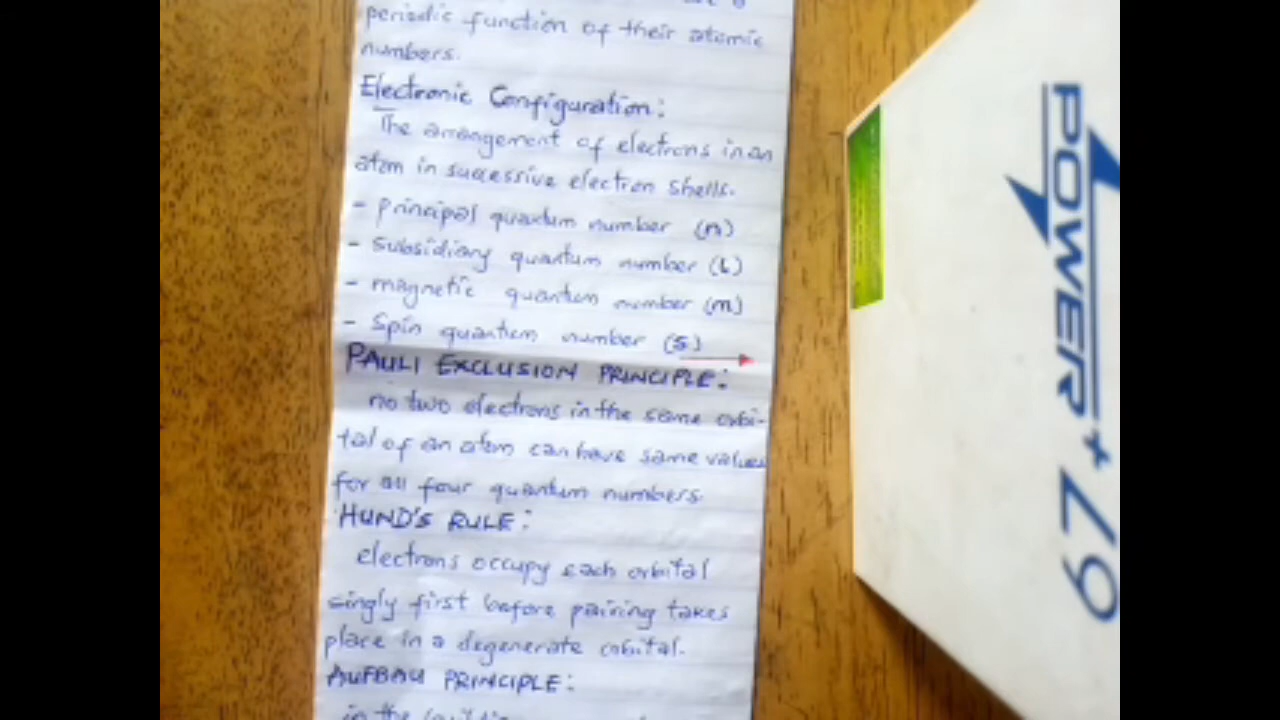 periodic function of their atomic
numbers.
Electronic Configuration:
The arrangement of electrons in an
atom in successive electron shells.
- principal quantum number (n)
- subsidiary quantum number (l)
- magnetic quantum number (m)
- Spin quantum number (s)
PAULI EXCLUSION PRINCIPLE:
no two electrons in the same orbi-
tal of an atom can have same values
for all four quantum numbers.
HUND'S RULE:
electrons occupy each orbital
singly first before pairing takes
place in a degenerate orbital.
AUFBAU PRINCIPLE:
in the
POWER+ L9